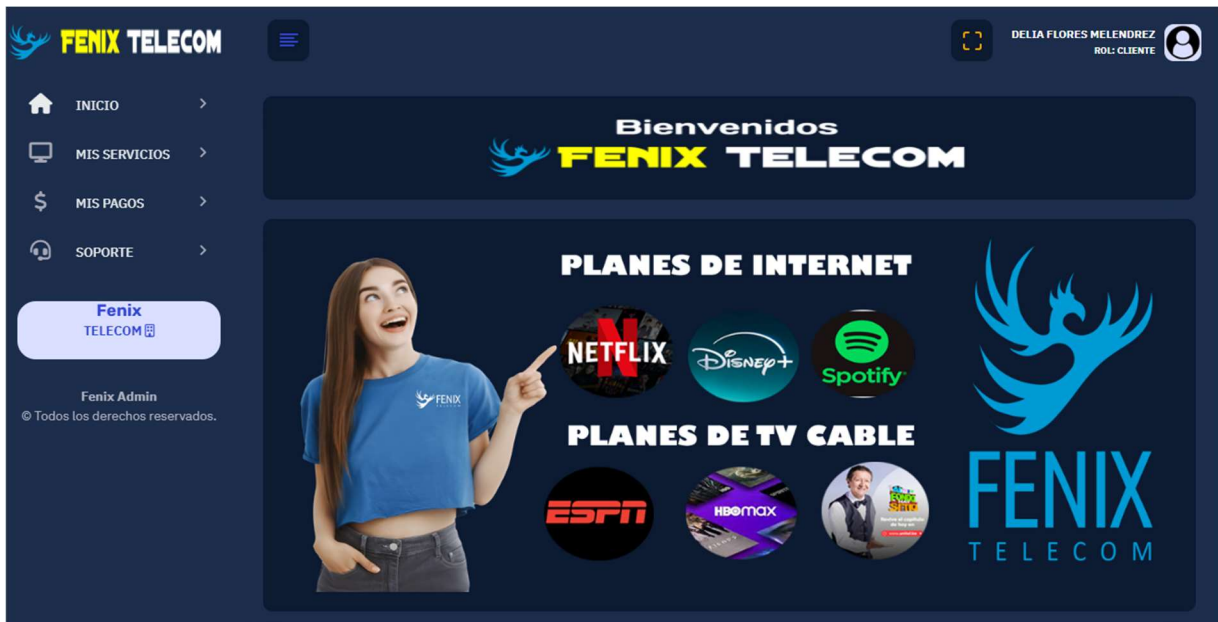 FENIX TELECOM
DELIA FLORES MELENDREZ
ROL: CLIENTE
INICIO
MIS SERVICIOS
MIS PAGOS
SOPORTE
Fenix
TELECOM
Fenix Admin
© Todos los derechos reservados.
Bienvenidos
FENIX TELECOM
PLANES DE INTERNET
NETFLIX
Disney+
Spotify
FENIX
TELECOM
PLANES DE TV CABLE
ESPN
HBOmax
FENIX
TELECOM